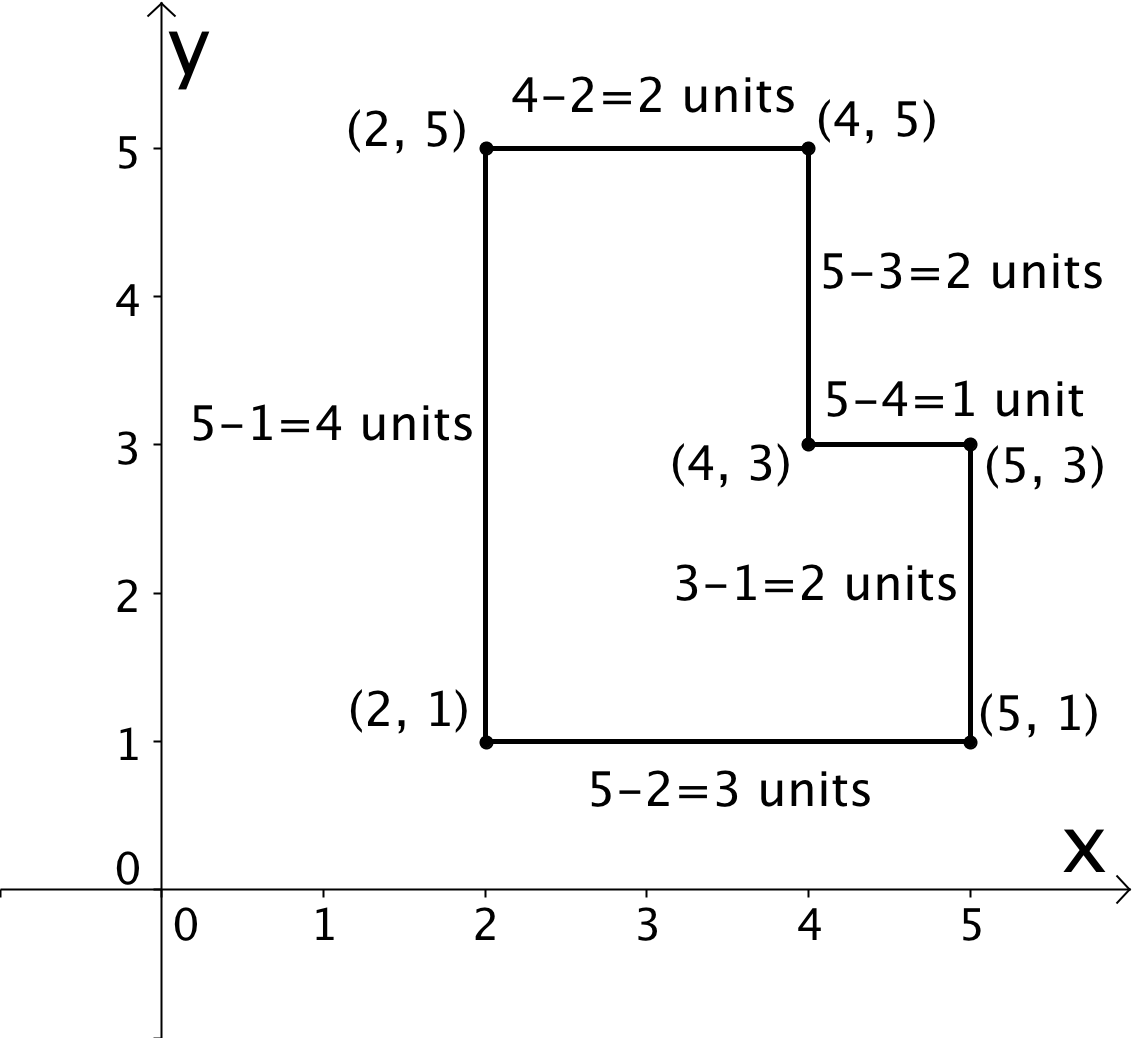 y
4–2=2 units
(2, 5)
(4, 5)
5
5–3=2 units
4
5–4=1 unit
5–1=4 units
3
(4, 3)
(5, 3)
3–1=2 units
2
(2, 1)
(5, 1)
1
5–2=3 units
x
0
0 1 2 3 4 5